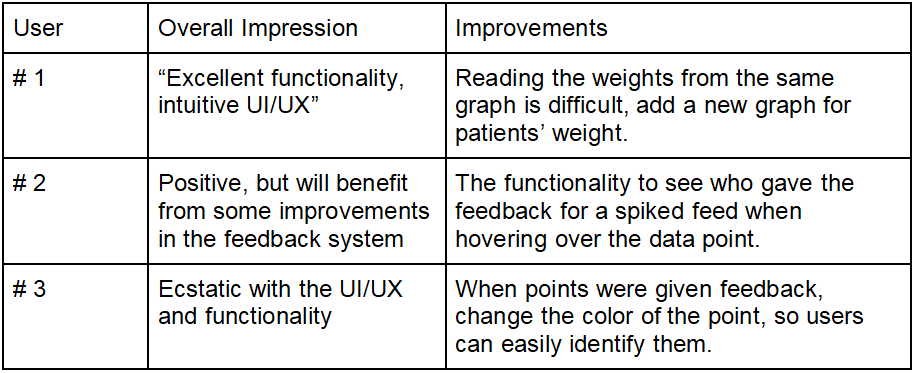 User
Overall Impression
Improvements
# 1
“Excellent functionality,
intuitive UI/UX”
Reading the weights from the same
graph is difficult, add a new graph for
patients’ weight.
# 2
Positive, but will benefit
from some improvements
in the feedback system
The functionality to see who gave the
feedback for a spiked feed when
hovering over the data point.
# 3
Ecstatic with the UI/UX
and functionality
When points were given feedback,
change the color of the point, so users
can easily identify them.